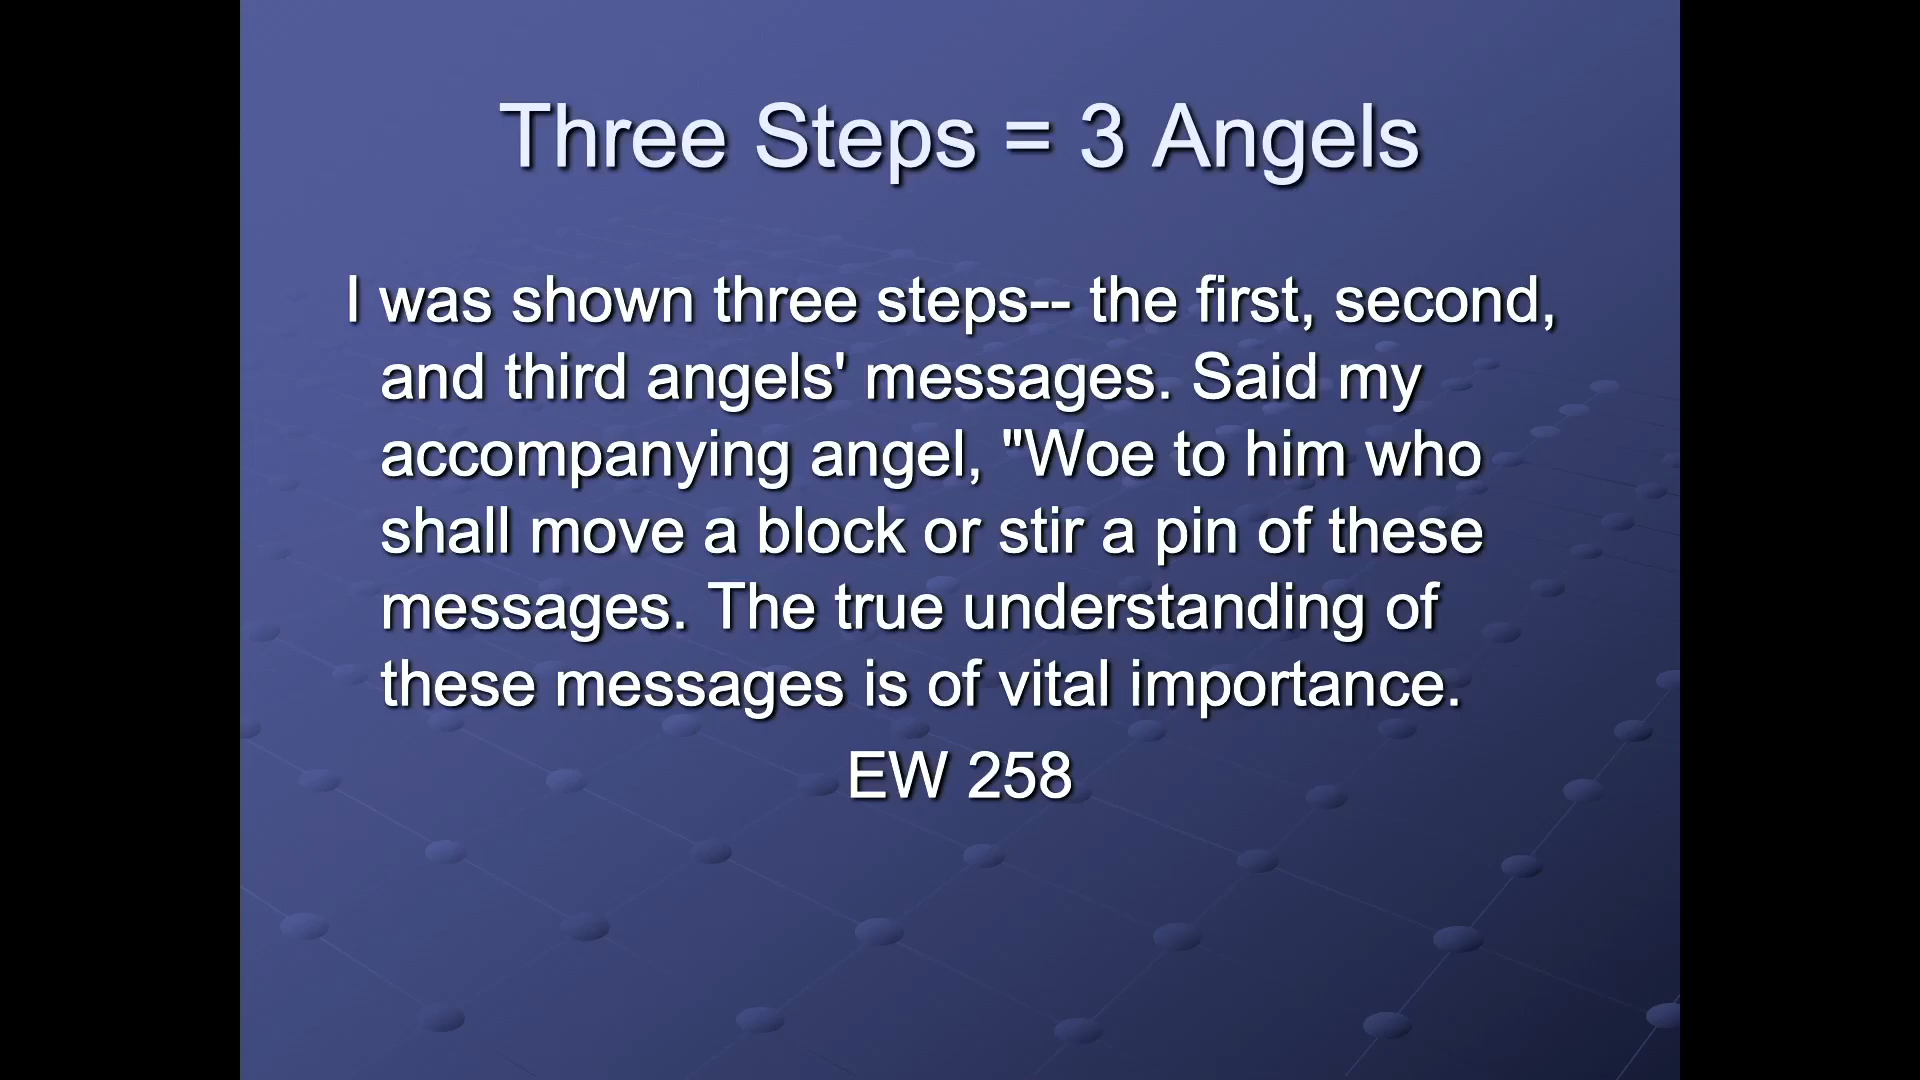 Three Steps = 3 Angels
I was shown three steps-- the first, second,
and third angels' messages. Said my
accompanying angel, "Woe to him who
shall move a block or stir a pin of these
messages. The true understanding of
these messages is of vital importance.
EW 258